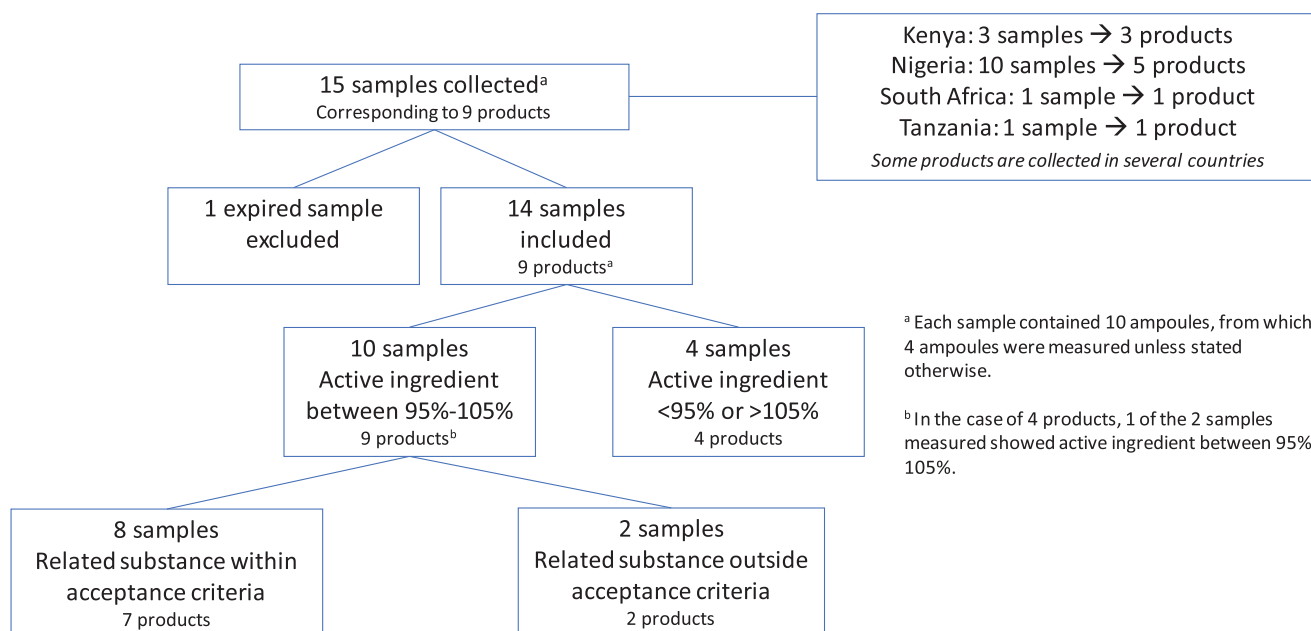 15 samples collectedᵃ
Corresponding to 9 products
Kenya: 3 samples → 3 products
Nigeria: 10 samples → 5 products
South Africa: 1 sample → 1 product
Tanzania: 1 sample → 1 product
Some products are collected in several countries
1 expired sample
excluded
14 samples
included
9 productsᵃ
10 samples
Active ingredient
between 95%-105%
9 productsᵇ
4 samples
Active ingredient
<95% or >105%
4 products
ᵃ Each sample contained 10 ampoules, from which
4 ampoules were measured unless stated
otherwise.
ᵇ In the case of 4 products, 1 of the 2 samples
measured showed active ingredient between 95%
105%.
8 samples
Related substance within
acceptance criteria
7 products
2 samples
Related substance outside
acceptance criteria
2 products